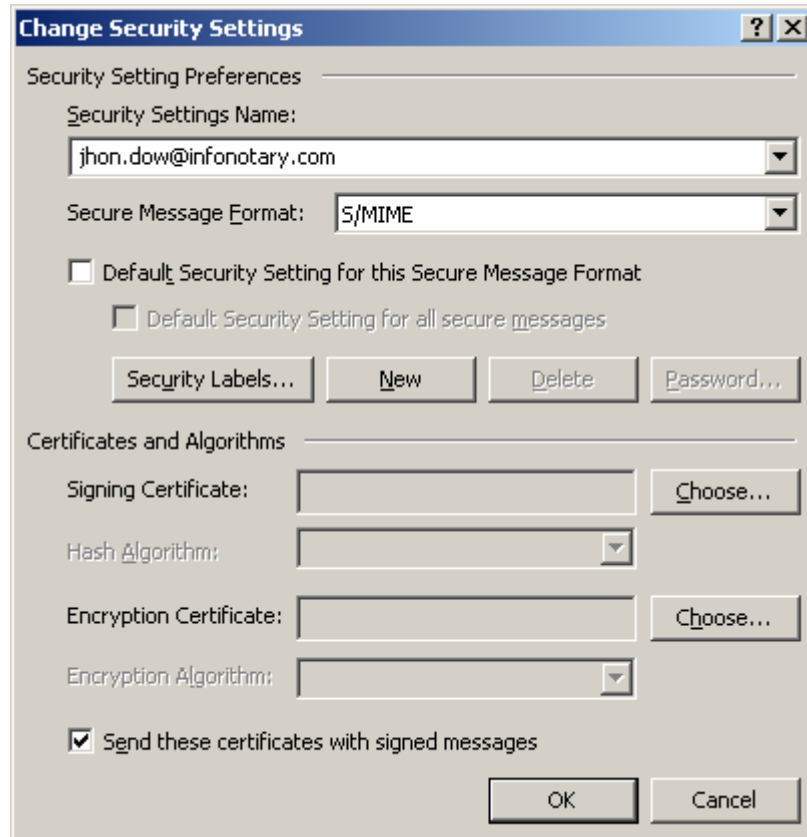 Change Security Settings
Security Setting Preferences
Security Settings Name:
jhon.dow@infonotary.com
Secure Message Format: S/MIME
Default Security Setting for this Secure Message Format
Default Security Setting for all secure messages
Security Labels... New Delete Password...
Certificates and Algorithms
Signing Certificate: Choose...
Hash Algorithm:
Encryption Certificate: Choose...
Encryption Algorithm:
Send these certificates with signed messages
OK Cancel